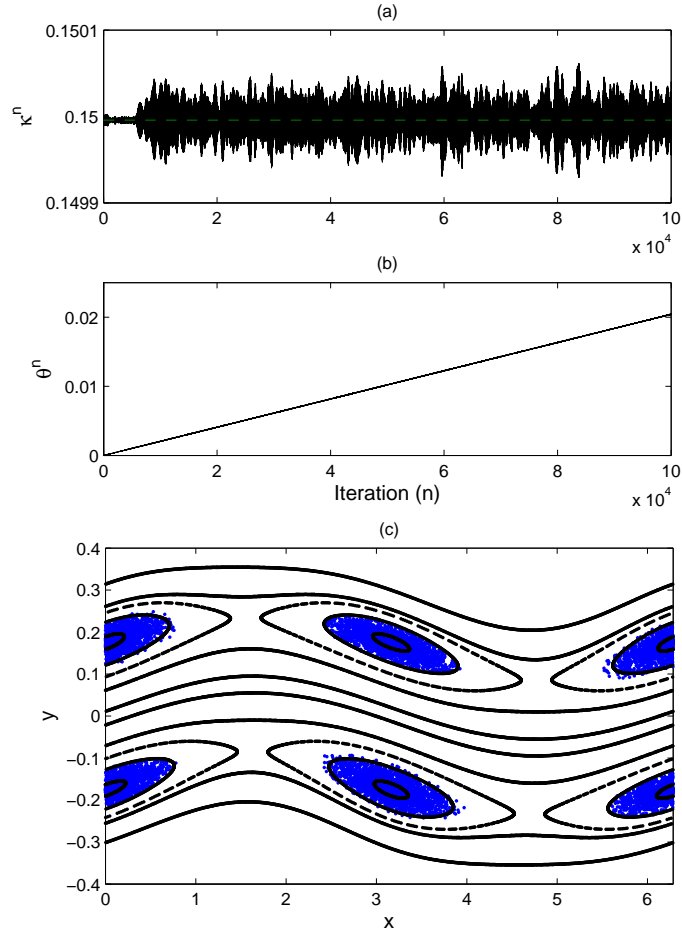 (a)
0.1501
0.15
0.1499
κⁿ
0 2 4 6 8 10
x 10⁴
(b)
0.02
0.01
0
θⁿ
0 2 4 6 8 10
Iteration (n)
x 10⁴
(c)
0.4
0.3
0.2
0.1
0
−0.1
−0.2
−0.3
−0.4
y
0 1 2 3 4 5 6
x